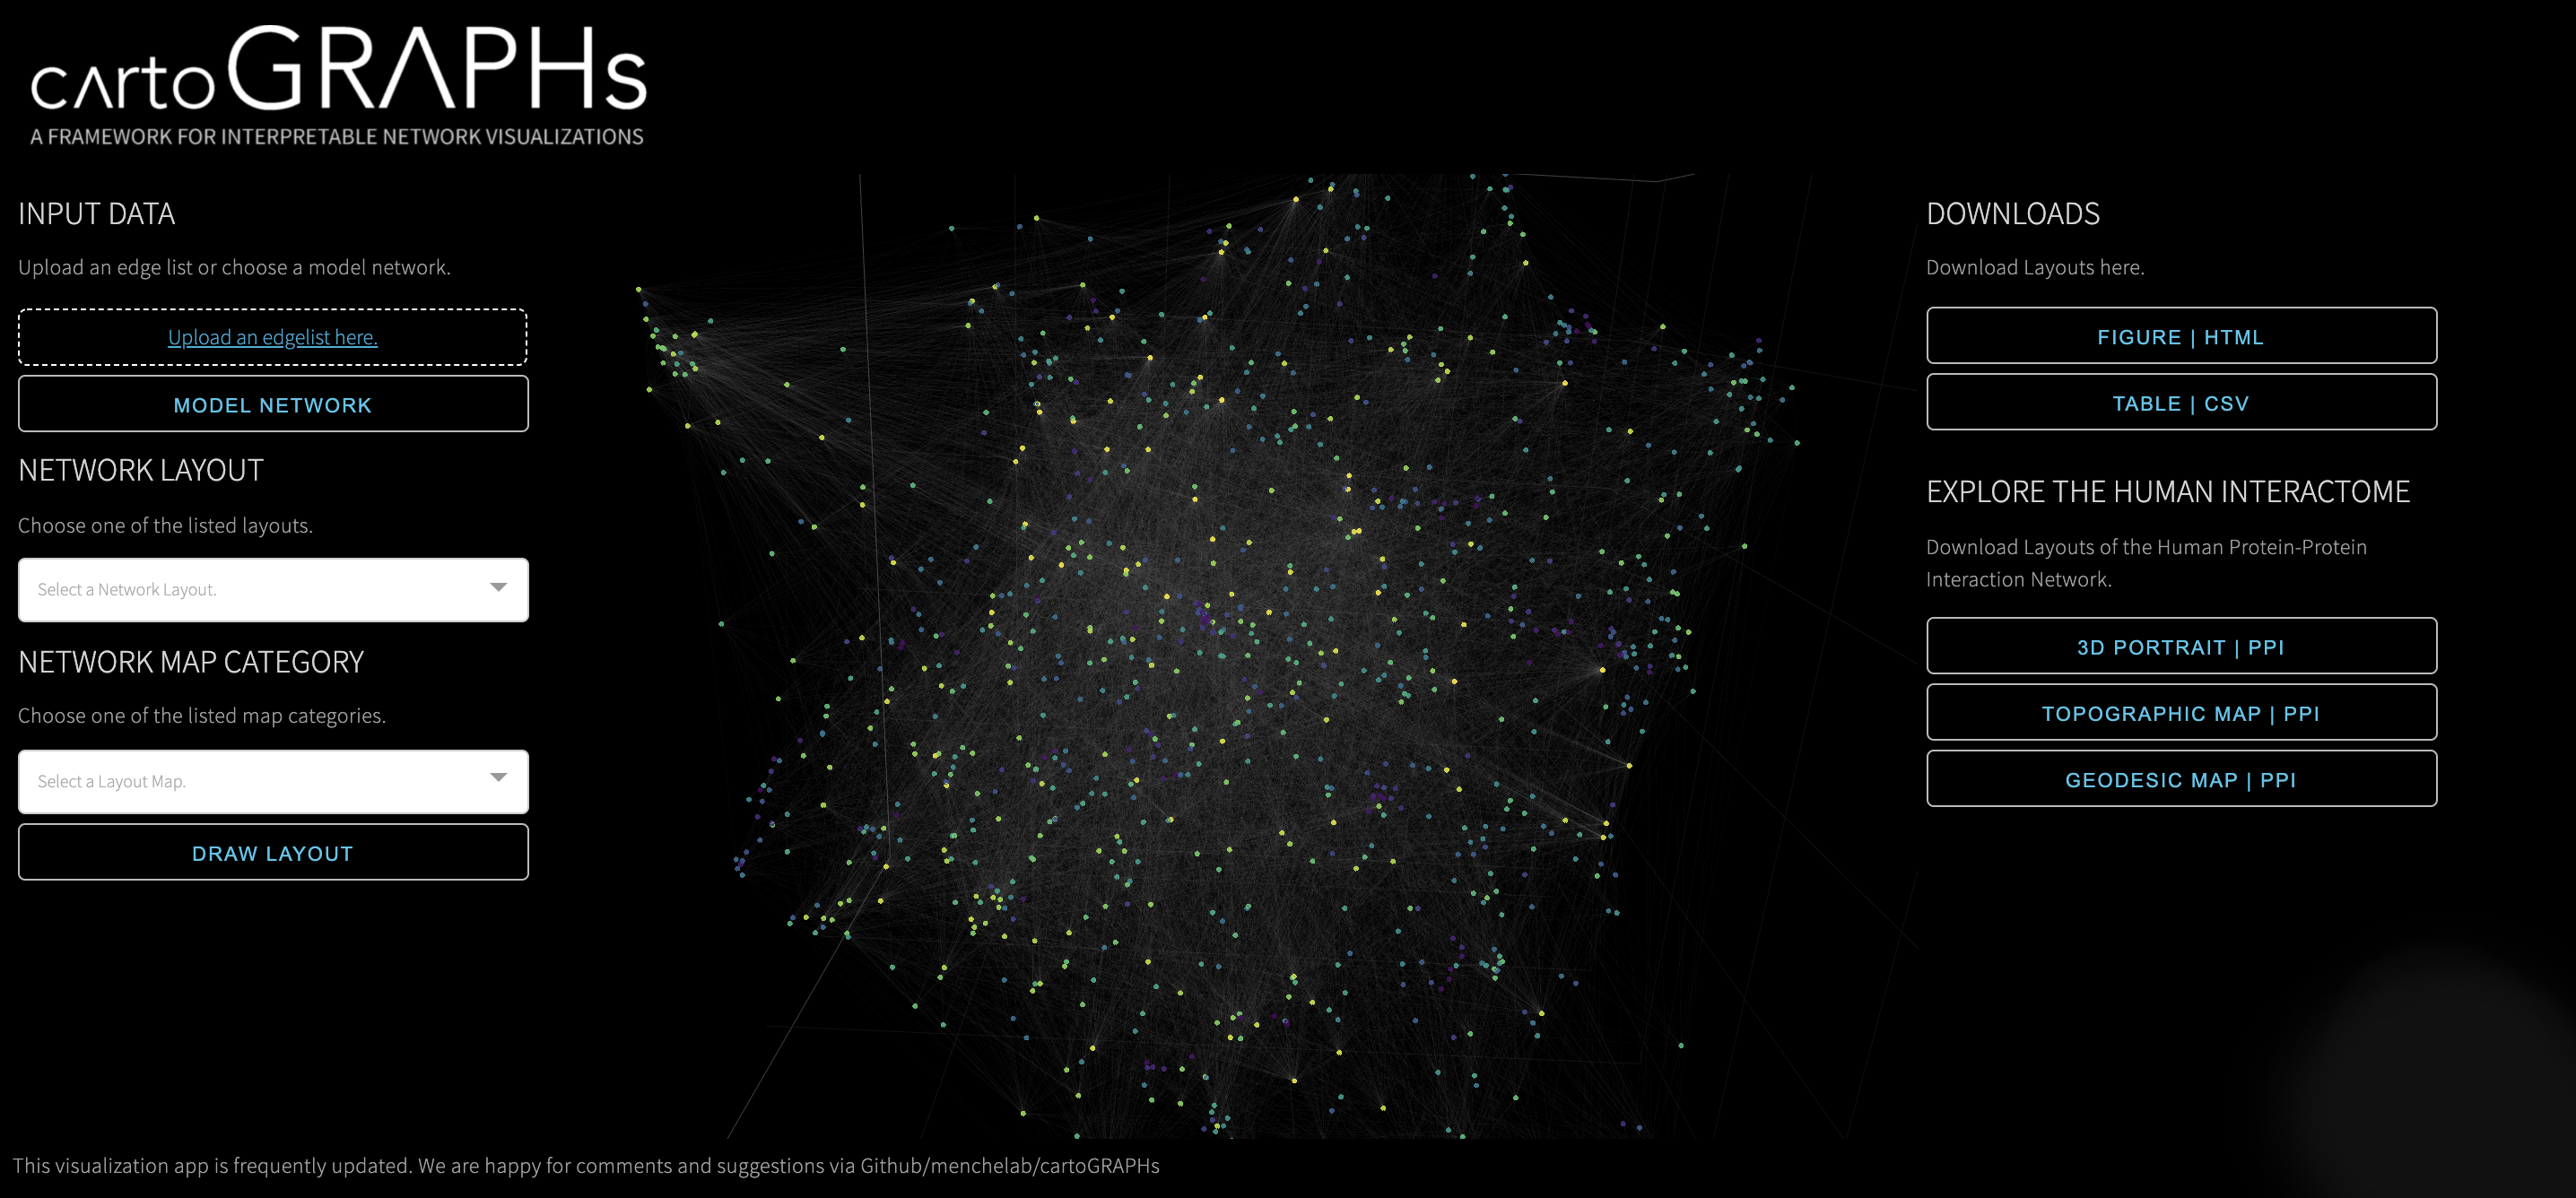 cArtoGRAPHs
A FRAMEWORK FOR INTERPRETABLE NETWORK VISUALIZATIONS
INPUT DATA
Upload an edge list or choose a model network.
Upload an edgelist here.
MODEL NETWORK
NETWORK LAYOUT
Choose one of the listed layouts.
Select a Network Layout.
NETWORK MAP CATEGORY
Choose one of the listed map categories.
Select a Layout Map.
DRAW LAYOUT
DOWNLOADS
Download Layouts here.
FIGURE | HTML
TABLE | CSV
EXPLORE THE HUMAN INTERACTOME
Download Layouts of the Human Protein-Protein
Interaction Network.
3D PORTRAIT | PPI
TOPOGRAPHIC MAP | PPI
GEODESIC MAP | PPI
This visualization app is frequently updated. We are happy for comments and suggestions via Github/menchelab/cartoGRAPHs